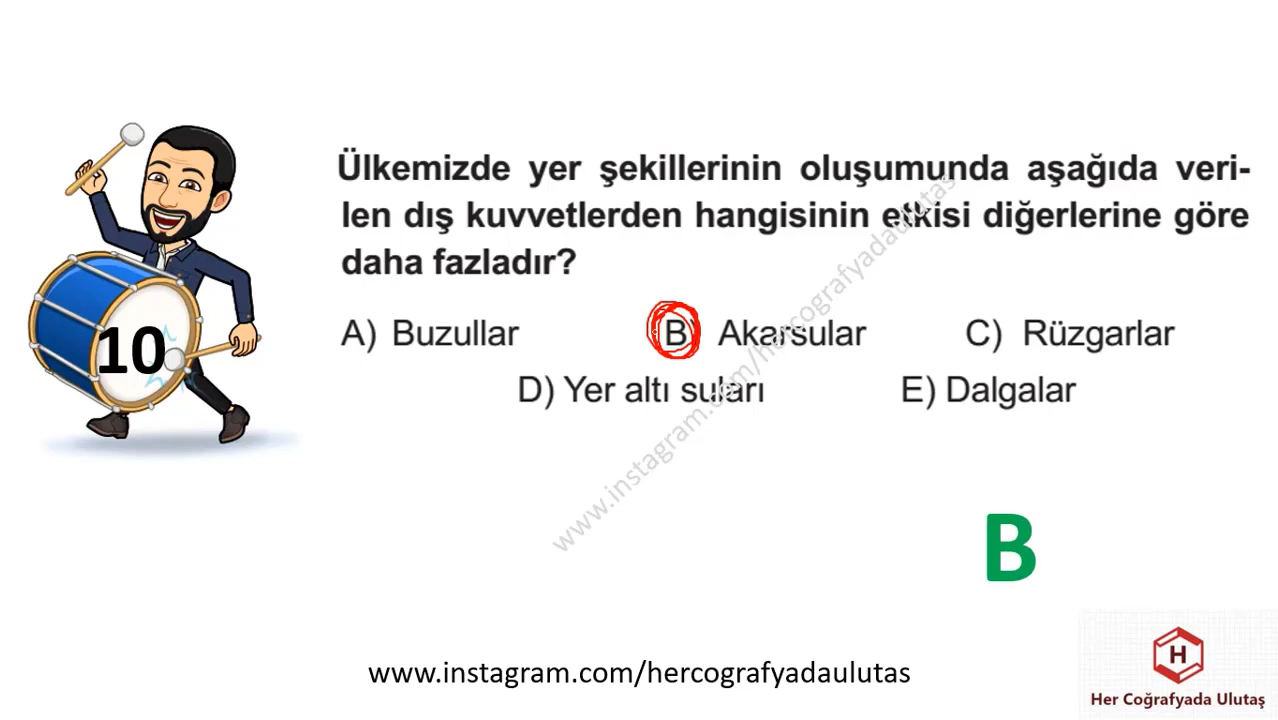 Ülkemizde yer şekillerinin oluşumunda aşağıda veri-
len dış kuvvetlerden hangisinin etkisi diğerlerine göre
daha fazladır?
A) Buzullar B) Akarsular C) Rüzgarlar
D) Yer altı suları E) Dalgalar
10
www.instagram.com/hercografyadaulutas
B
www.instagram.com/hercografyadaulutas
H
Her Coğrafyada Ulutaş